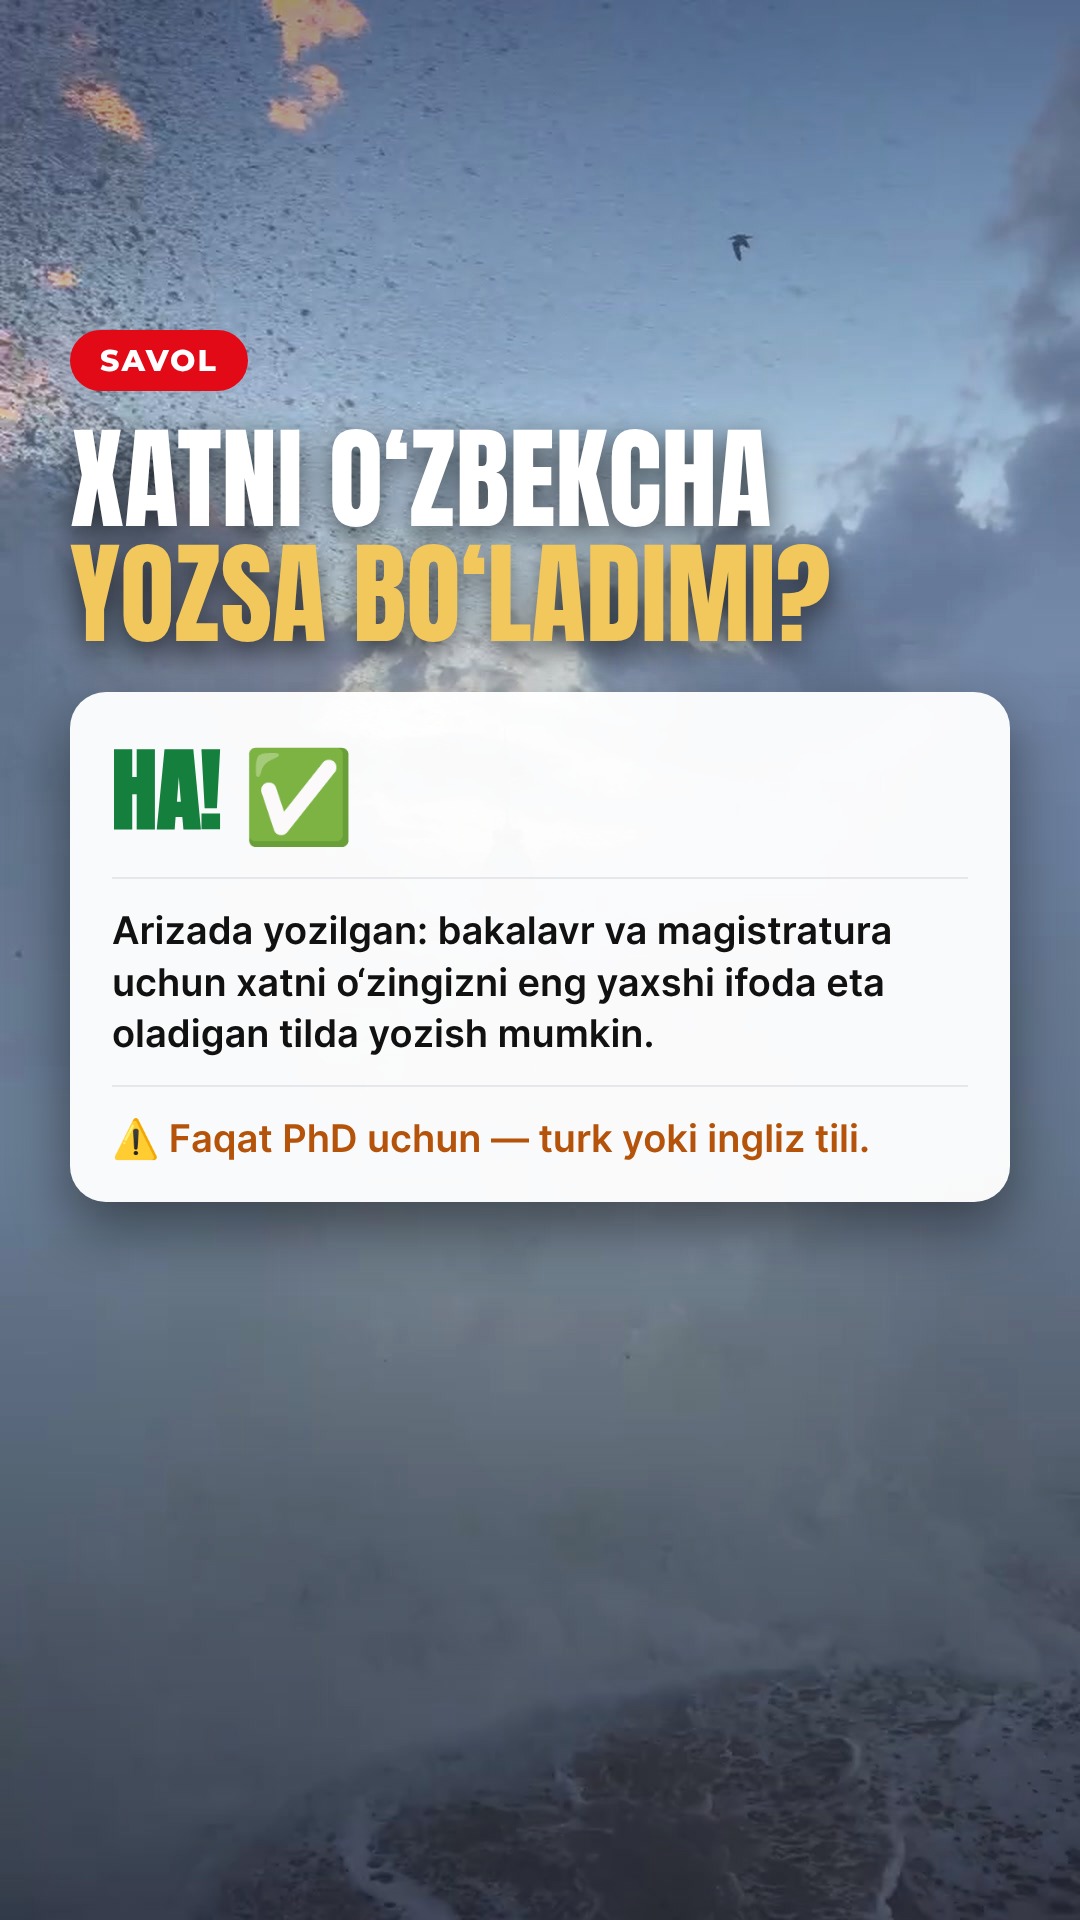 SAVOL
XATNI O‘ZBEKCHA
YOZSA BO‘LADIMI?
HA! ✅
Arizada yozilgan: bakalavr va magistratura
uchun xatni o‘zingizni eng yaxshi ifoda eta
oladigan tilda yozish mumkin.
⚠️ Faqat PhD uchun — turk yoki ingliz tili.